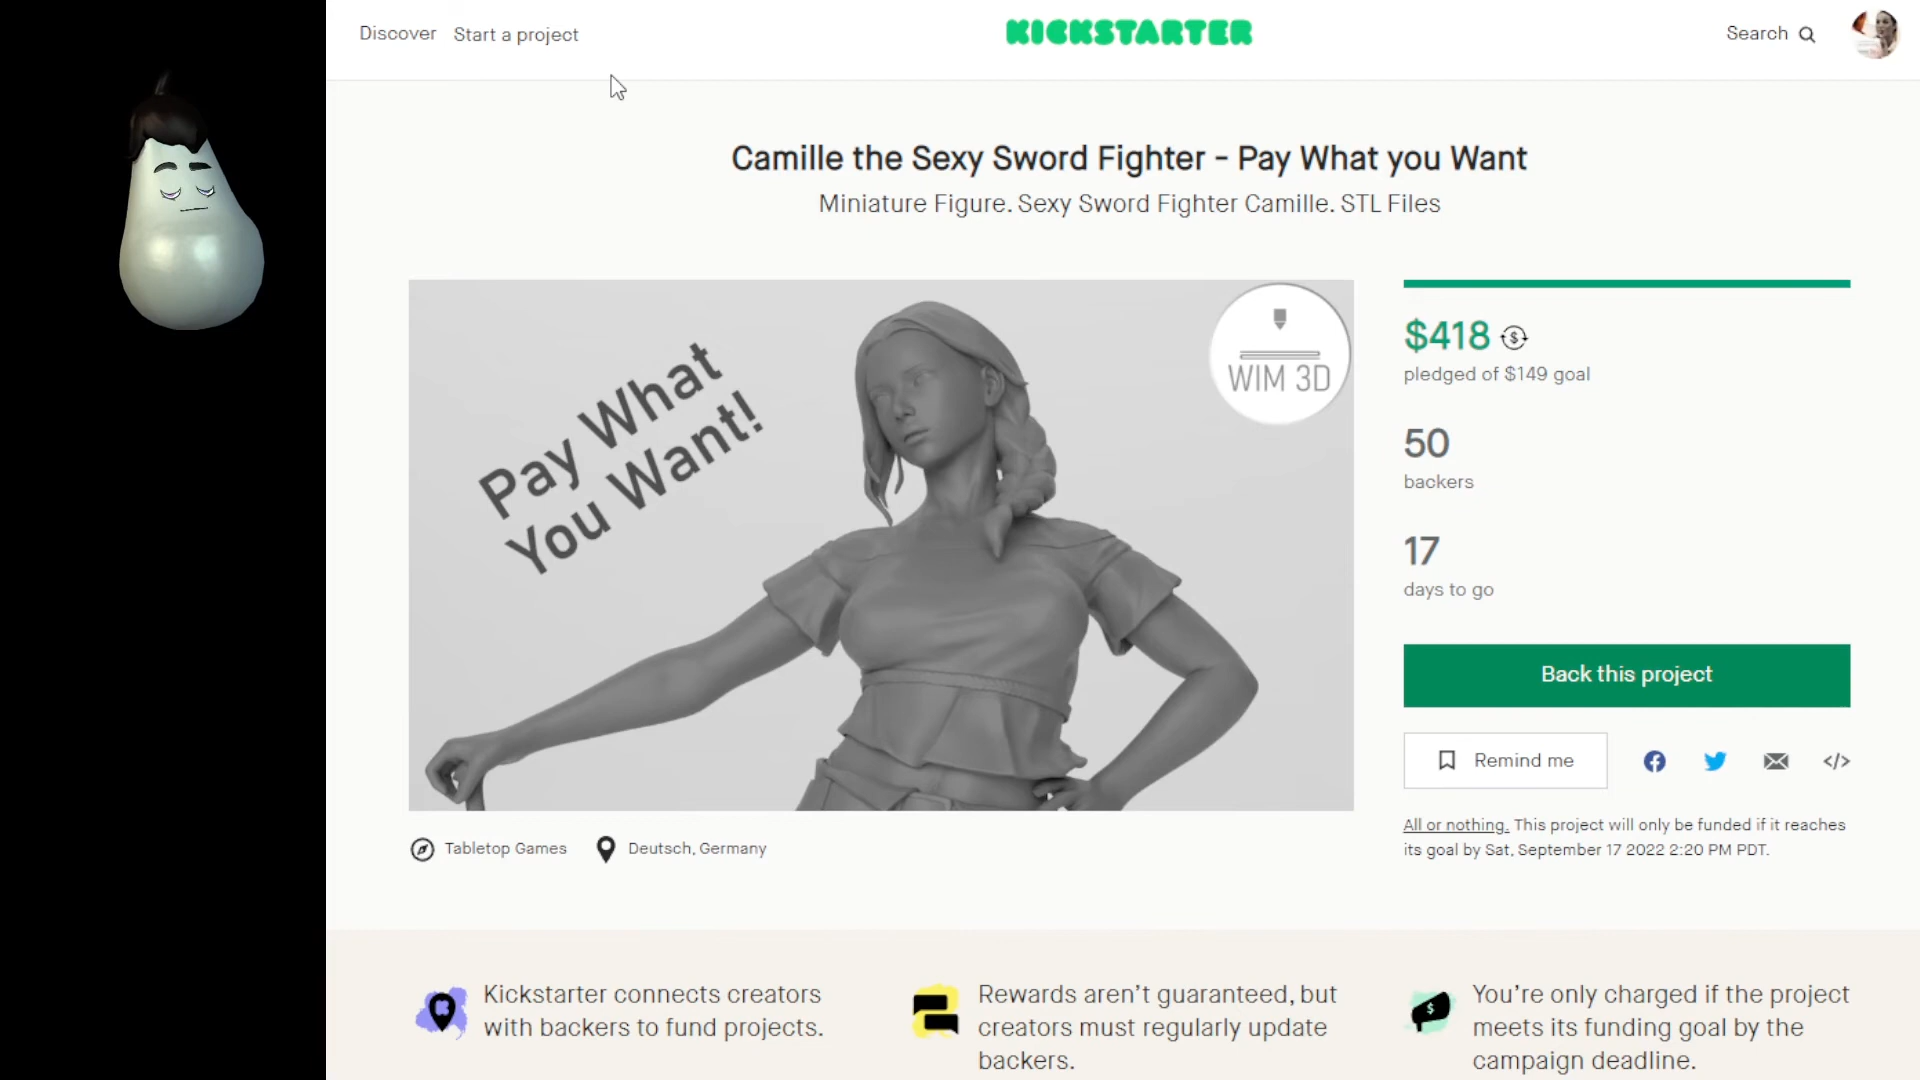 Discover Start a project
KICKSTARTER
Search
Camille the Sexy Sword Fighter - Pay What you Want
Miniature Figure. Sexy Sword Fighter Camille. STL Files
Pay What
You Want!
WIM 3D
$418
pledged of $149 goal
50
backers
17
days to go
Back this project
Remind me
</>
All or nothing. This project will only be funded if it reaches
its goal by Sat, September 17 2022 2:20 PM PDT.
Tabletop Games
Deutsch, Germany
Kickstarter connects creators
with backers to fund projects.
Rewards aren't guaranteed, but
creators must regularly update
backers.
You're only charged if the project
meets its funding goal by the
campaign deadline.